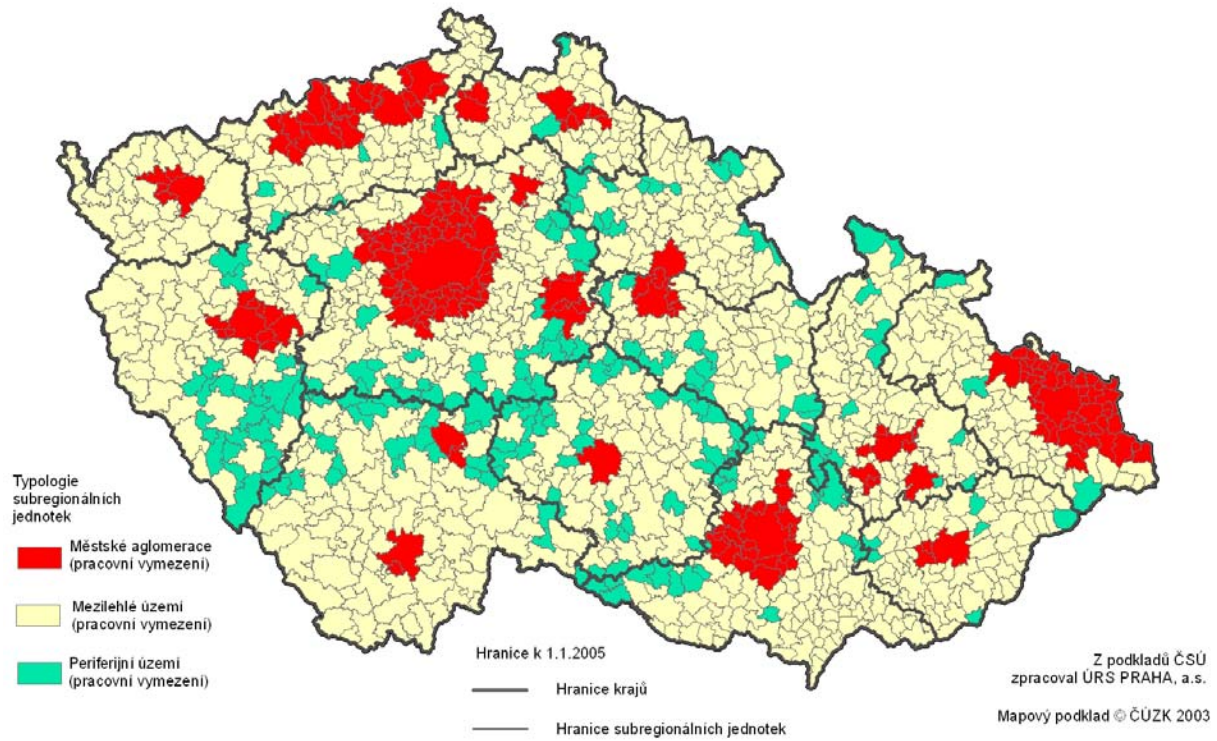 Typologie
subregionálních
jednotek
Městské aglomerace
(pracovní vymezení)
Mezilehlé území
(pracovní vymezení)
Periferijní území
(pracovní vymezení)
Hranice k 1.1.2005
Hranice krajů
Hranice subregionálních jednotek
Z podkladů ČSÚ
zpracoval ÚRS PRAHA, a.s.
Mapový podklad © ČÚZK 2003